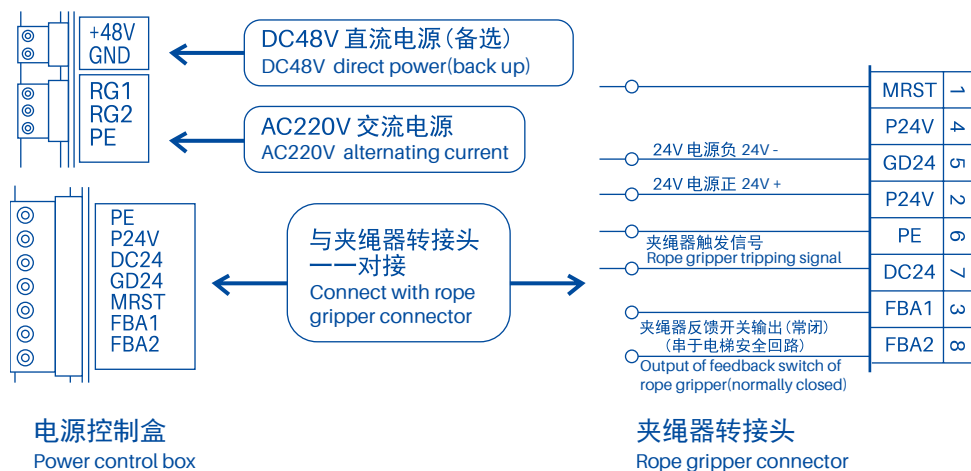 +48V
GND
DC48V 直流电源(备选)
DC48V direct power(back up)
RG1
RG2
PE
AC220V 交流电源
AC220V alternating current
PE
P24V
DC24
GD24
MRST
FBA1
FBA2
与夹绳器转接头
一一对接
Connect with rope
gripper connector
电源控制盒
Power control box
MRST 1
P24V 4
24V 电源负 24V -
GD24 5
24V 电源正 24V +
P24V 2
PE 6
夹绳器触发信号
Rope gripper tripping signal
DC24 7
FBA1 3
夹绳器反馈开关输出(常闭)
(串于电梯安全回路)
FBA2 8
Output of feedback switch of
rope gripper(normally closed)
夹绳器转接头
Rope gripper connector